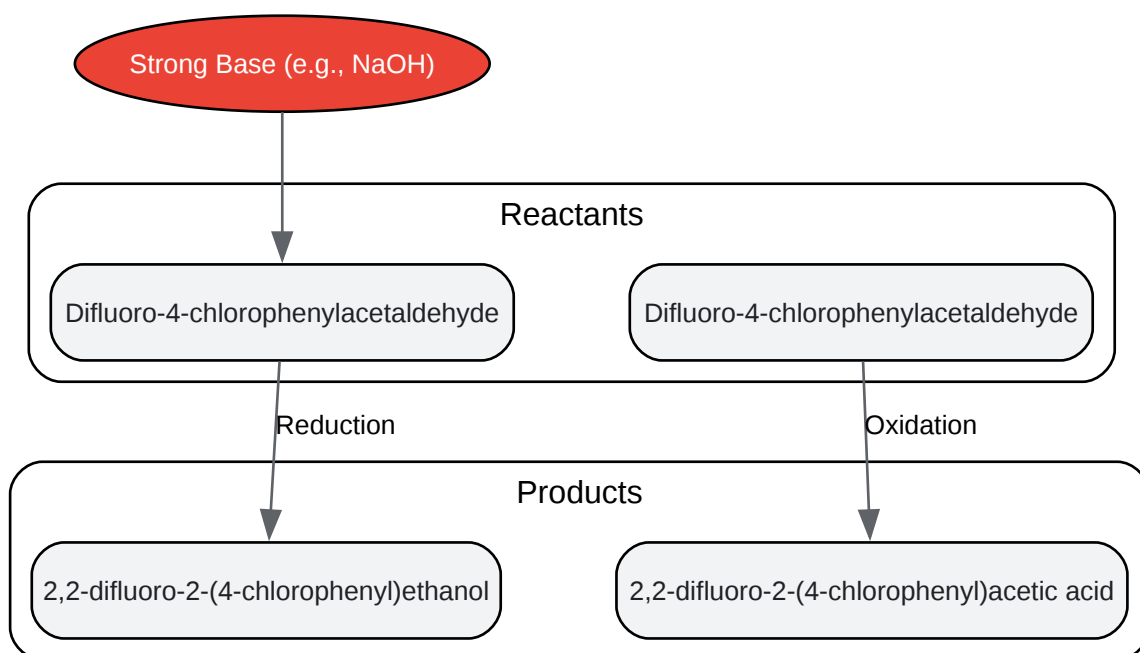 Strong Base (e.g., NaOH)
Reactants
Difluoro-4-chlorophenylacetaldehyde
Difluoro-4-chlorophenylacetaldehyde
Reduction
Oxidation
Products
2,2-difluoro-2-(4-chlorophenyl)ethanol
2,2-difluoro-2-(4-chlorophenyl)acetic acid